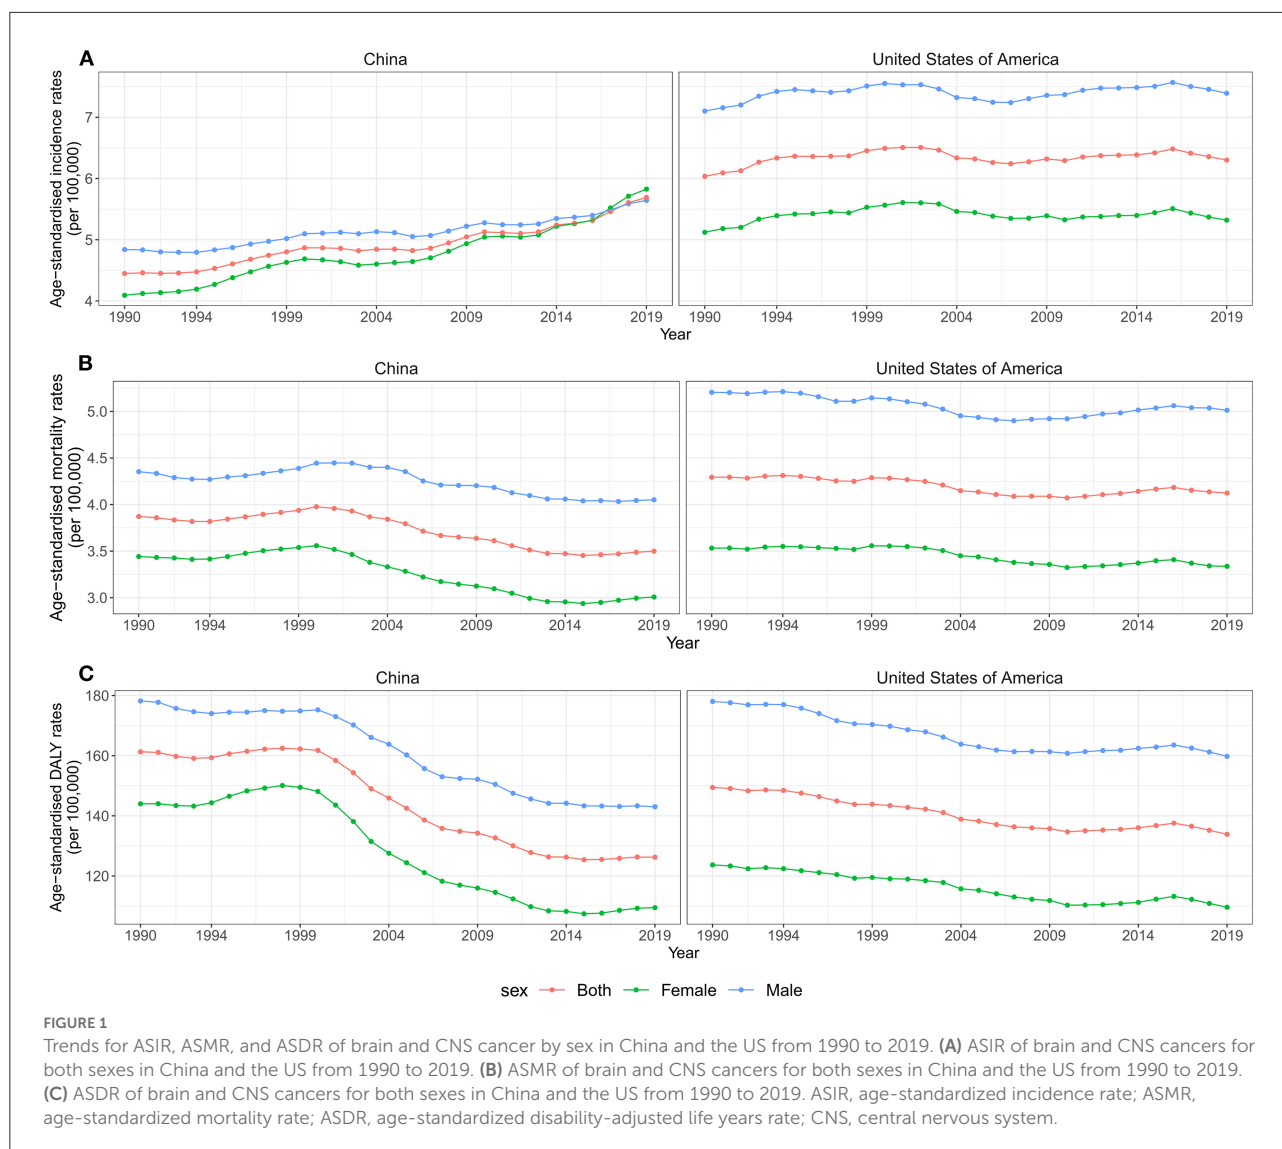 A
China
United States of America
Age-standardised incidence rates
(per 100,000)
7
6
5
4
1990 1994 1999 2004 2009 2014 2019 1990 1994 1999 2004 2009 2014 2019
Year
B
China
United States of America
Age-standardised mortality rates
(per 100,000)
5.0
4.5
4.0
3.5
3.0
1990 1994 1999 2004 2009 2014 2019 1990 1994 1999 2004 2009 2014 2019
Year
C
China
United States of America
Age-standardised DALY rates
(per 100,000)
180
160
140
120
1990 1994 1999 2004 2009 2014 2019 1990 1994 1999 2004 2009 2014 2019
Year
sex Both Female Male
FIGURE 1
Trends for ASIR, ASMR, and ASDR of brain and CNS cancer by sex in China and the US from 1990 to 2019. (A) ASIR of brain and CNS cancers for
both sexes in China and the US from 1990 to 2019. (B) ASMR of brain and CNS cancers for both sexes in China and the US from 1990 to 2019.
(C) ASDR of brain and CNS cancers for both sexes in China and the US from 1990 to 2019. ASIR, age-standardized incidence rate; ASMR,
age-standardized mortality rate; ASDR, age-standardized disability-adjusted life years rate; CNS, central nervous system.